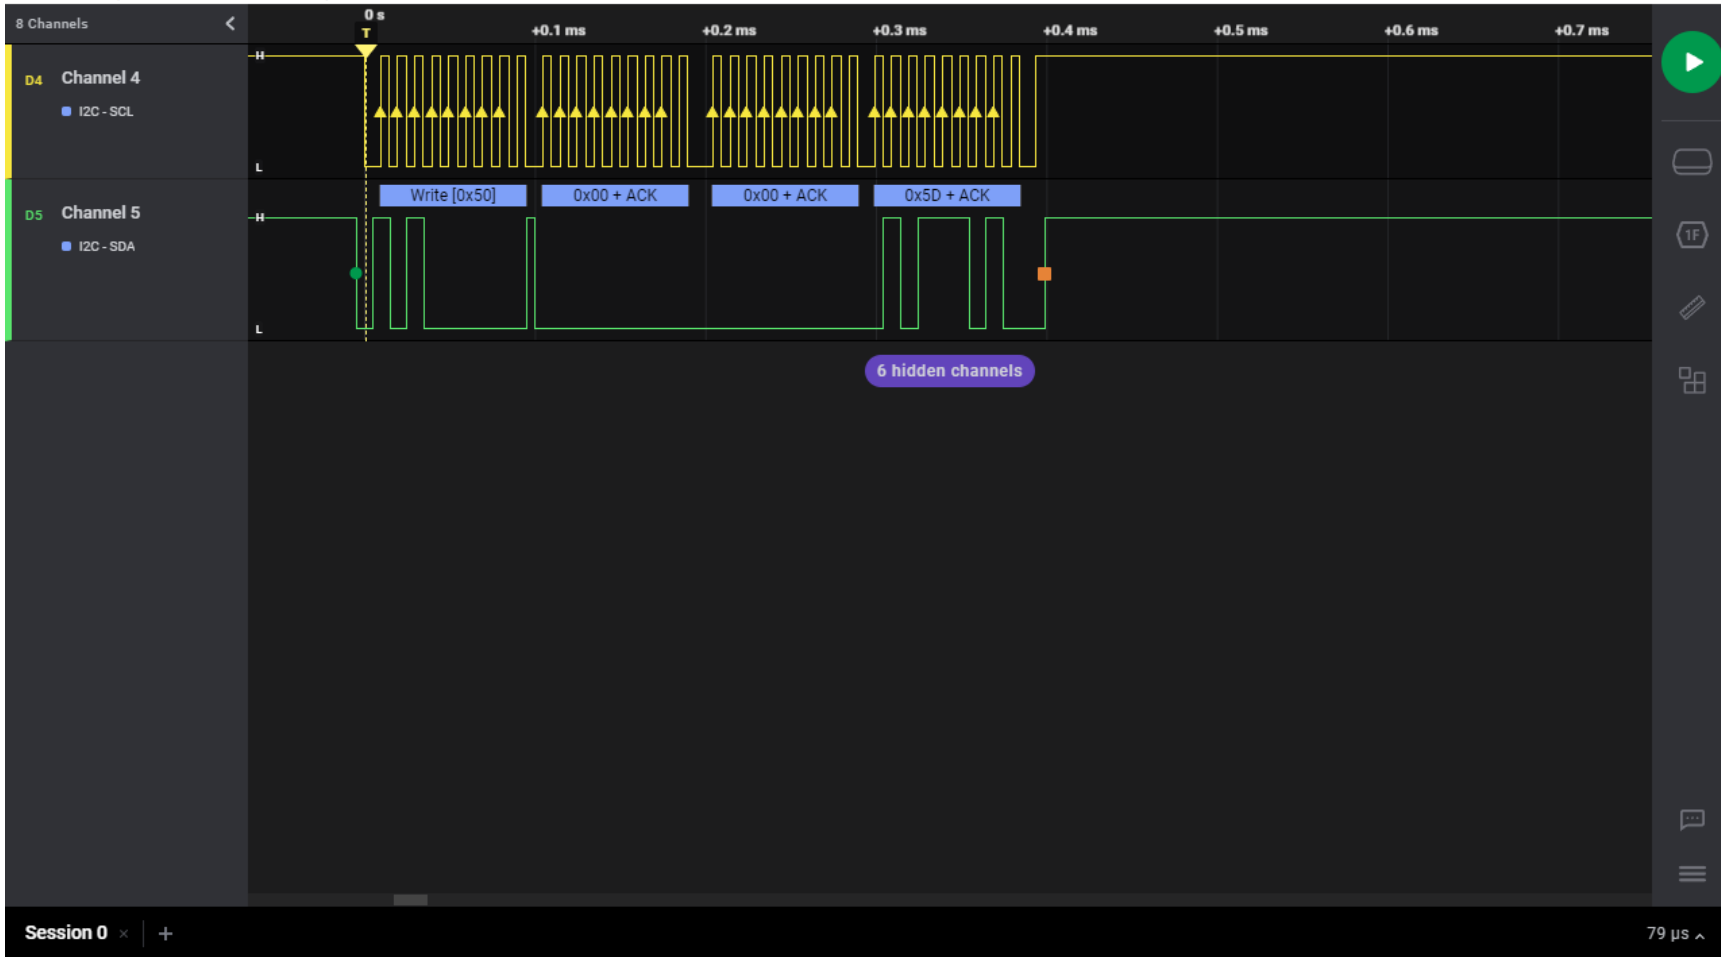 8 Channels
0 s
T
+0.1 ms
+0.2 ms
+0.3 ms
+0.4 ms
+0.5 ms
+0.6 ms
+0.7 ms
D4 Channel 4
I2C - SCL
H
L
Write [0x50]
0x00 + ACK
0x00 + ACK
0x5D + ACK
D5 Channel 5
I2C - SDA
H
L
1F
6 hidden channels
Session 0
79 μs